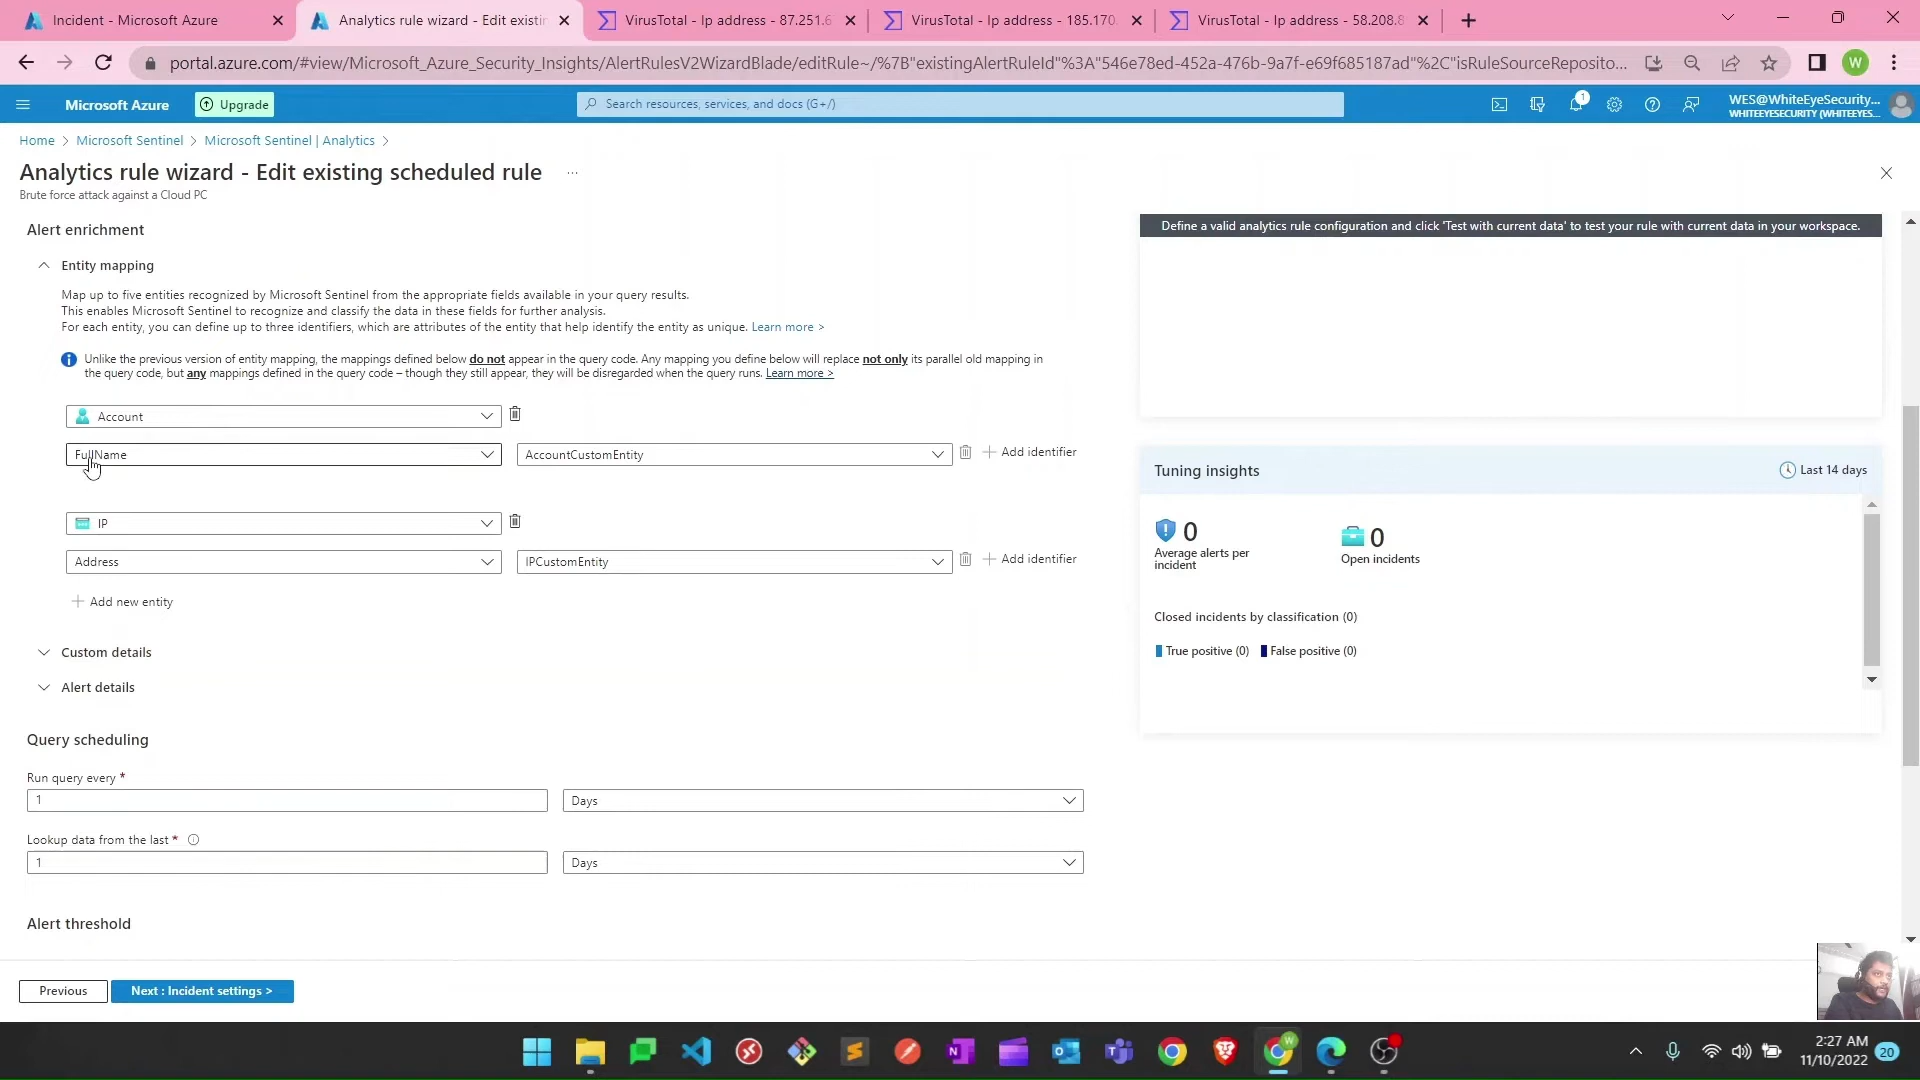 Incident - Microsoft Azure
Analytics rule wizard - Edit existin
VirusTotal - Ip address - 87.251.6
VirusTotal - Ip address - 185.170.
VirusTotal - Ip address - 58.208.8
portal.azure.com/#view/Microsoft_Azure_Security_Insights/AlertRulesV2WizardBlade/editRule~/%7B"existingAlertRuleId"%3A"546e78ed-452a-476b-9a7f-e69f685187ad"%2C"isRuleSourceReposito...
W
Microsoft Azure
Upgrade
Search resources, services, and docs (G+/)
1
WES@WhiteEyeSecurity...
WHITEEYESECURITY (WHITEEYES...
Home > Microsoft Sentinel > Microsoft Sentinel | Analytics >
Analytics rule wizard - Edit existing scheduled rule ...
Brute force attack against a Cloud PC
Alert enrichment
Entity mapping
Map up to five entities recognized by Microsoft Sentinel from the appropriate fields available in your query results.
This enables Microsoft Sentinel to recognize and classify the data in these fields for further analysis.
For each entity, you can define up to three identifiers, which are attributes of the entity that help identify the entity as unique. Learn more >
Unlike the previous version of entity mapping, the mappings defined below do not appear in the query code. Any mapping you define below will replace not only its parallel old mapping in
the query code, but any mappings defined in the query code – though they still appear, they will be disregarded when the query runs. Learn more >
Account
FullName
AccountCustomEntity
+ Add identifier
IP
Address
IPCustomEntity
+ Add identifier
+ Add new entity
Custom details
Alert details
Query scheduling
Run query every *
1
Days
Lookup data from the last *
1
Days
Alert threshold
Previous
Next : Incident settings >
Define a valid analytics rule configuration and click 'Test with current data' to test your rule with current data in your workspace.
Tuning insights
Last 14 days
0
Average alerts per
incident
0
Open incidents
Closed incidents by classification (0)
True positive (0)
False positive (0)
2:27 AM
11/10/2022
20